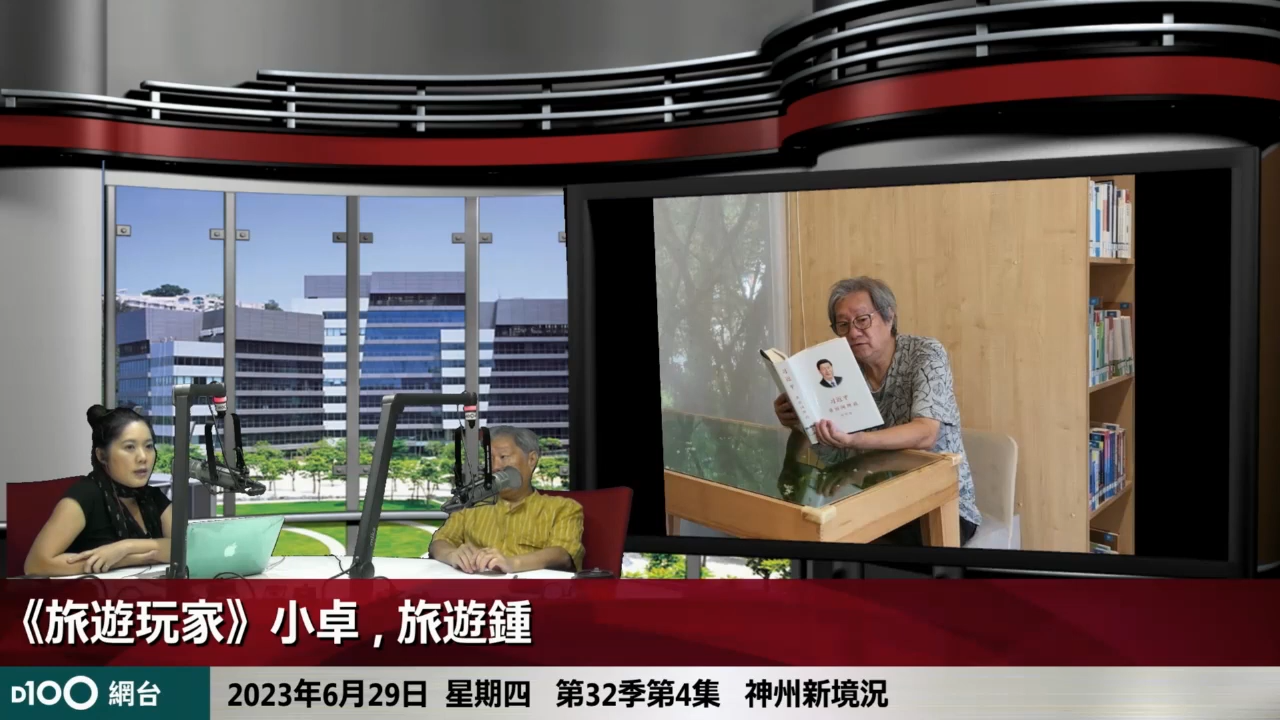 《旅遊玩家》小卓 , 旅遊鍾
D100 網台
2023年6月29日 星期四 第32季第4集 神州新境況